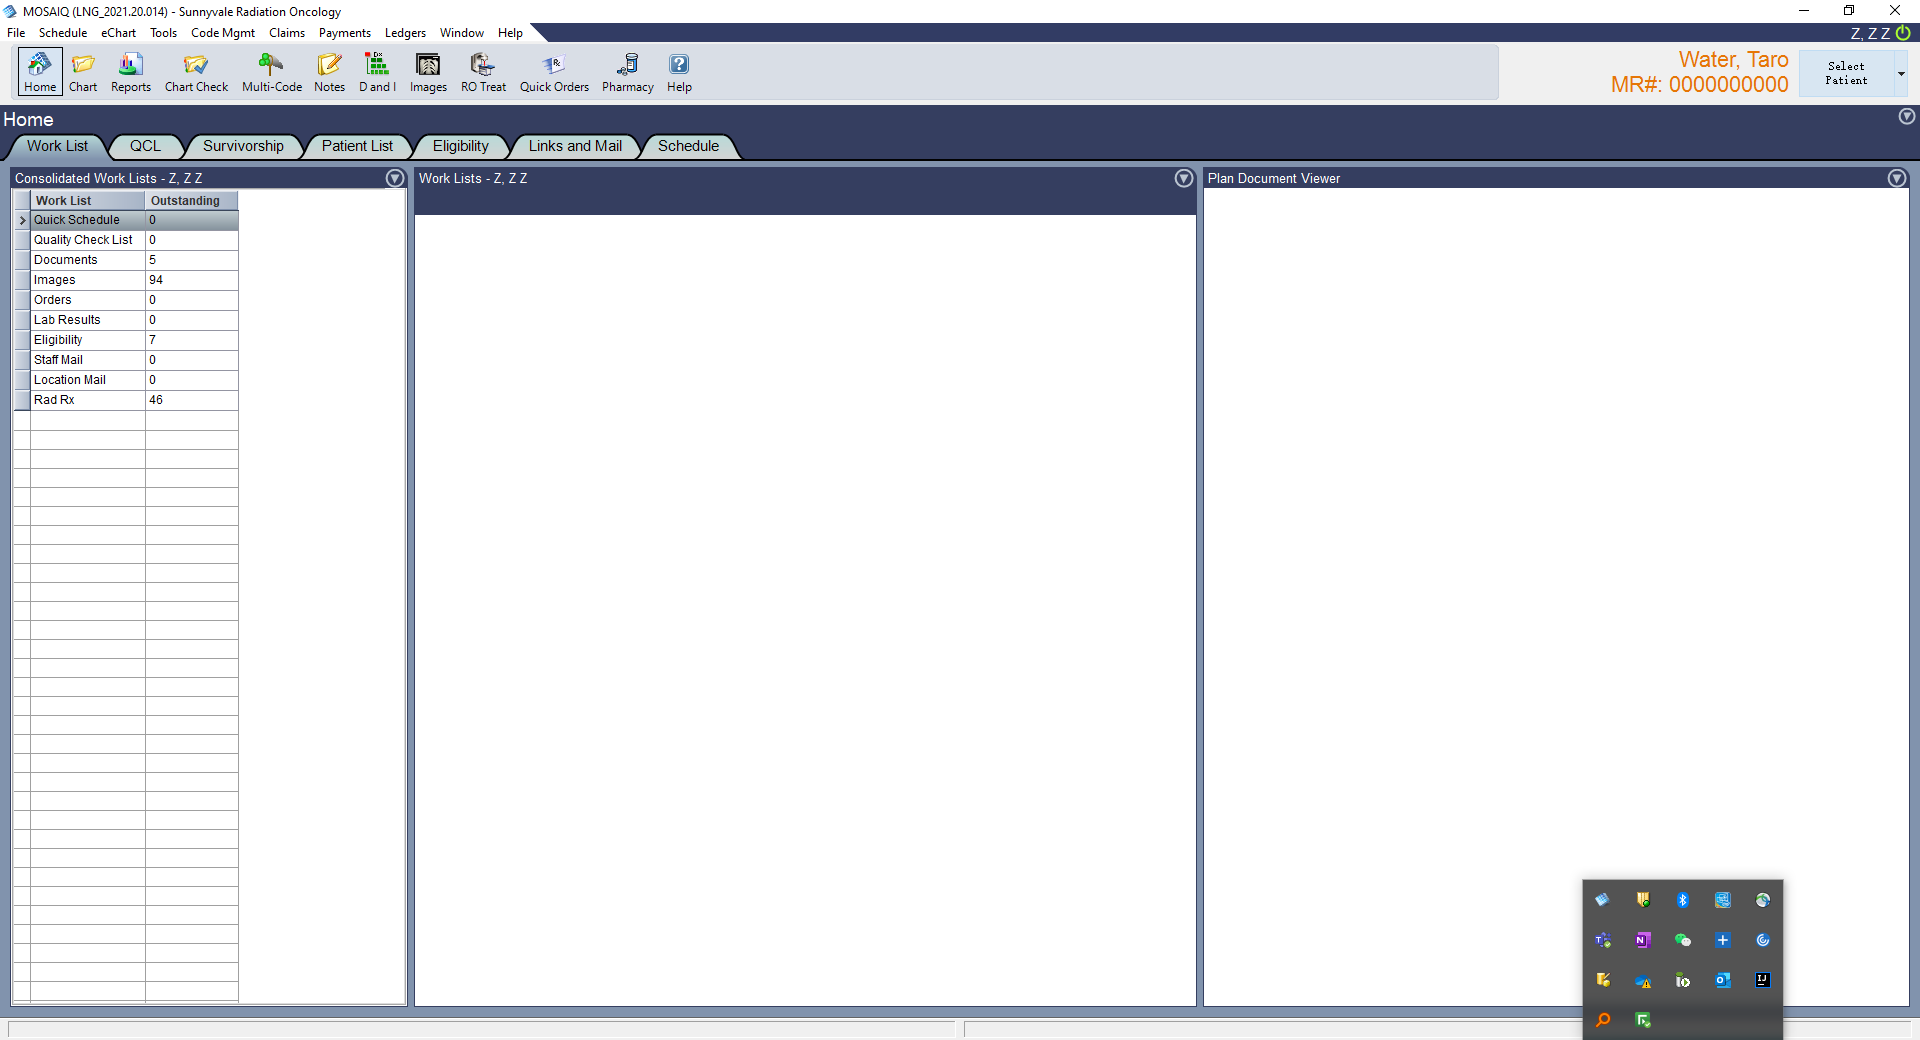 MOSAIQ (LNG_2021.20.014) - Sunnyvale Radiation Oncology
File Schedule eChart Tools Code Mgmt Claims Payments Ledgers Window Help
Z, Z Z
Home Chart Reports Chart Check Multi-Code Notes D and I Images RO Treat Quick Orders Pharmacy Help
Water, Taro
MR#: 0000000000
Select
Patient
Home
Work List QCL Survivorship Patient List Eligibility Links and Mail Schedule
Consolidated Work Lists - Z, Z Z
Work List Outstanding
Quick Schedule 0
Quality Check List 0
Documents 5
Images 94
Orders 0
Lab Results 0
Eligibility 7
Staff Mail 0
Location Mail 0
Rad Rx 46
Work Lists - Z, Z Z
Plan Document Viewer